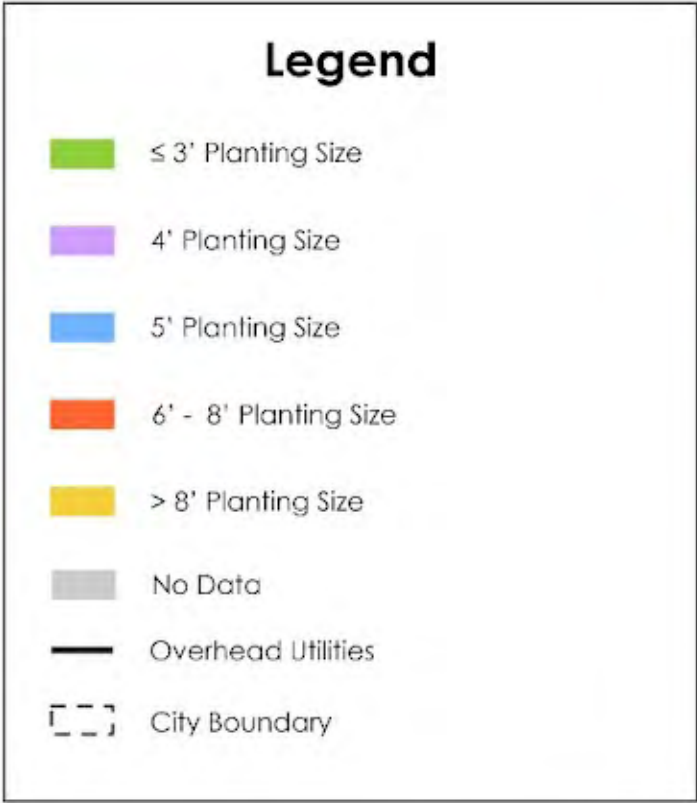 Legend
≤ 3' Planting Size
4' Planting Size
5' Planting Size
6' - 8' Planting Size
> 8' Planting Size
No Data
Overhead Utilities
City Boundary